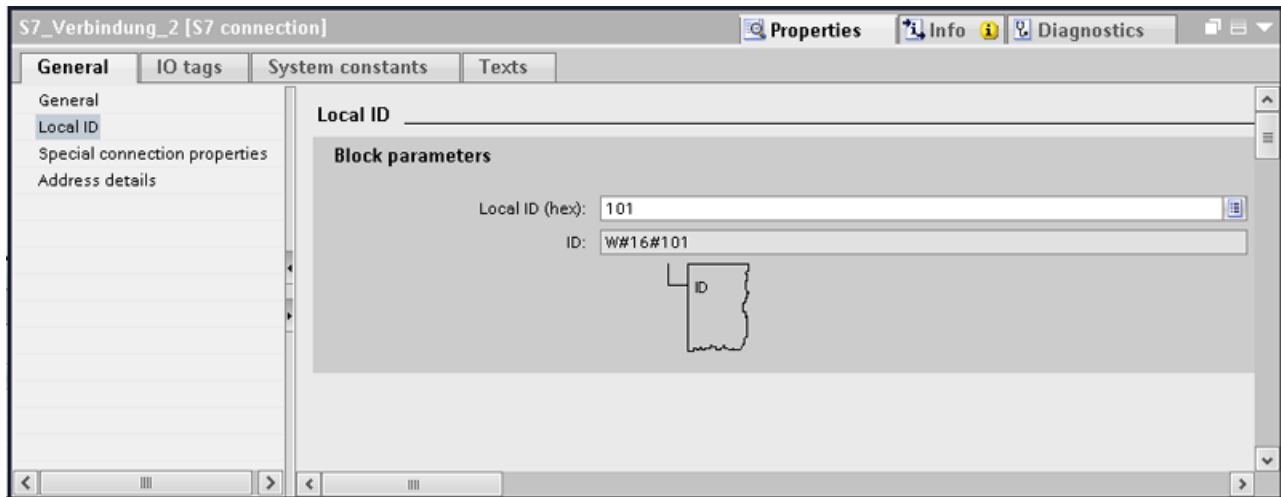 S7_Verbindung_2 [S7 connection]
Properties
Info
Diagnostics
General
IO tags
System constants
Texts
General
Local ID
Special connection properties
Address details
Local ID
Block parameters
Local ID (hex): 101
ID: W#16#101
ID